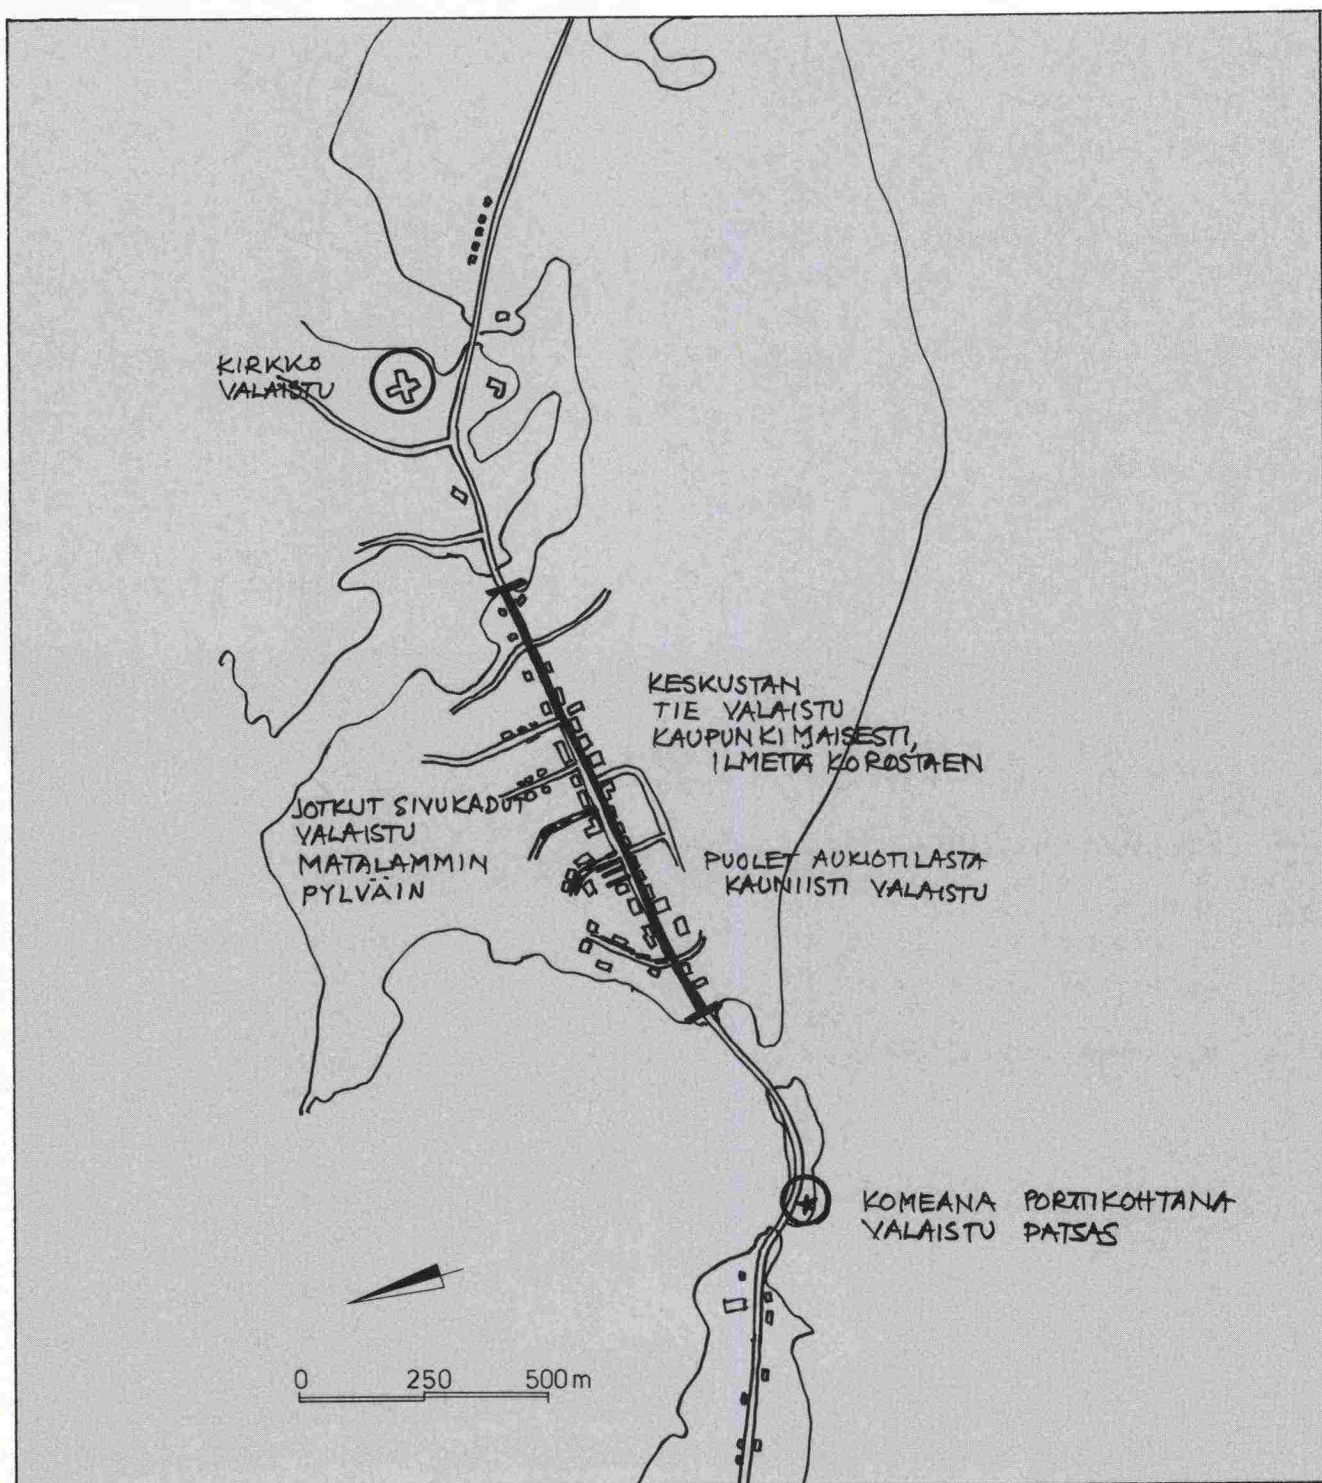 KIRKKO
VALAISTU
KESKUSTAN
TIE VALAISTU
KAUPUNKIMAISESTI,
ILMETTÄ KOROSTAEN
JOTKUT SIVUKADUT
VALAISTU
MATALAMMIN
PYLVÄIN
PUOLET AUKIOTILASTA
KAUNIISTI VALAISTU
KOMEANA PORTTIKOHTANA
VALAISTU PATSAS
0 250 500 m